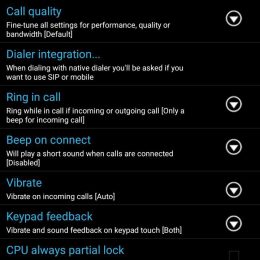 Call quality
Fine-tune all settings for performance, quality or
bandwidth [Default]
Dialer integration...
When dialing with native dialer you'll be asked if you
want to use SIP or mobile
Ring in call
Ring while in call if incoming or outgoing call [Only a
beep for incoming call]
Beep on connect
Will play a short sound when calls are connected
[Disabled]
Vibrate
Vibrate on incoming calls [Auto]
Keypad feedback
Vibrate and sound feedback on keypad touch [Both]
CPU always partial lock